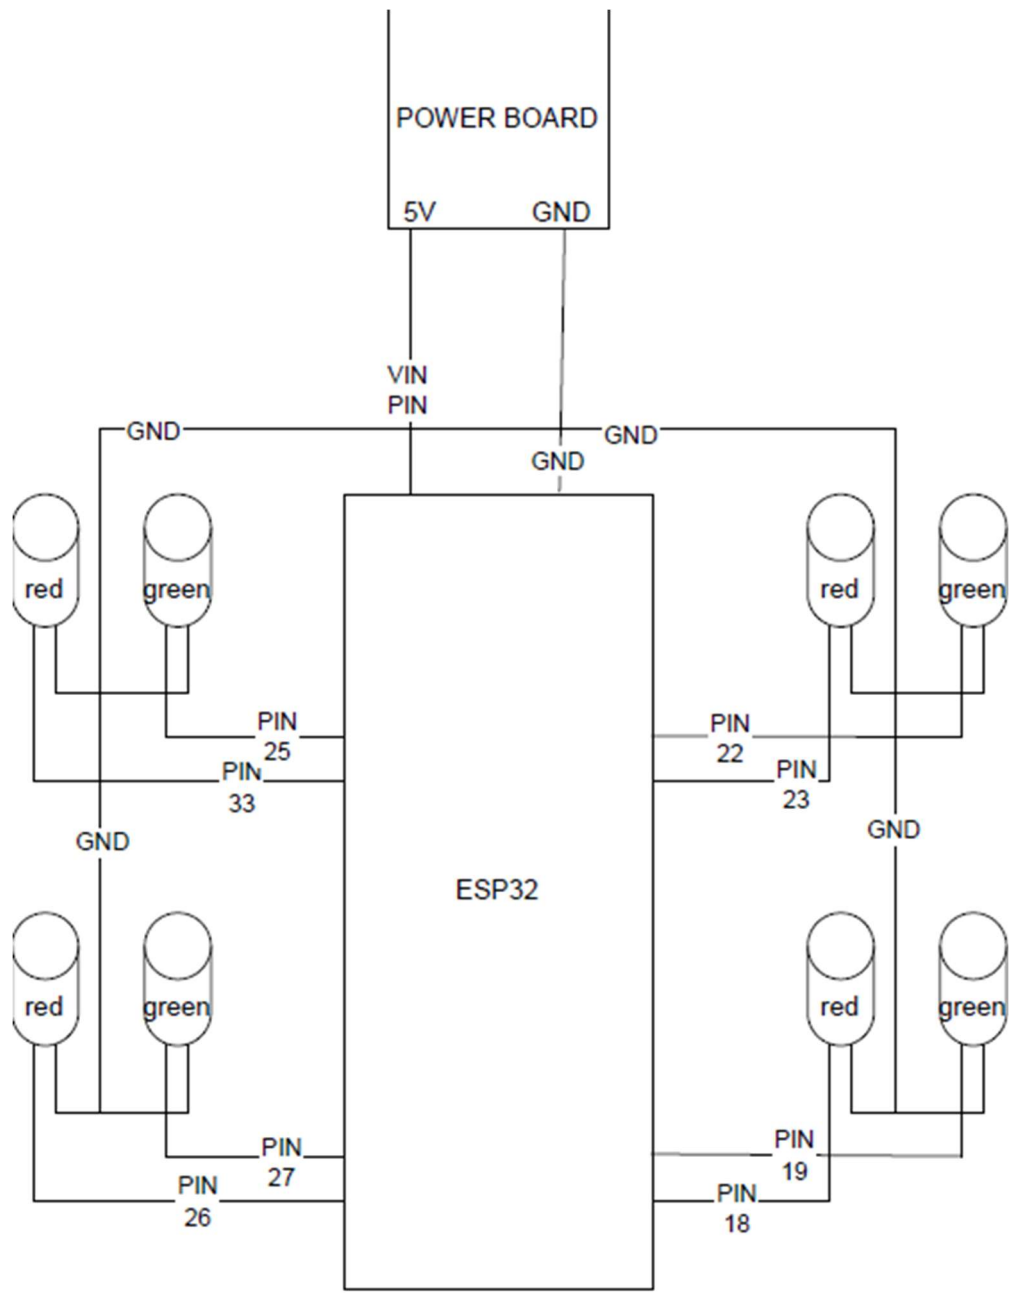 POWER BOARD
5V GND
VIN
PIN
GND GND
GND
red green red green
PIN
25
PIN
22
PIN
33
PIN
23
GND GND
ESP32
red green red green
PIN
27
PIN
19
PIN
26
PIN
18